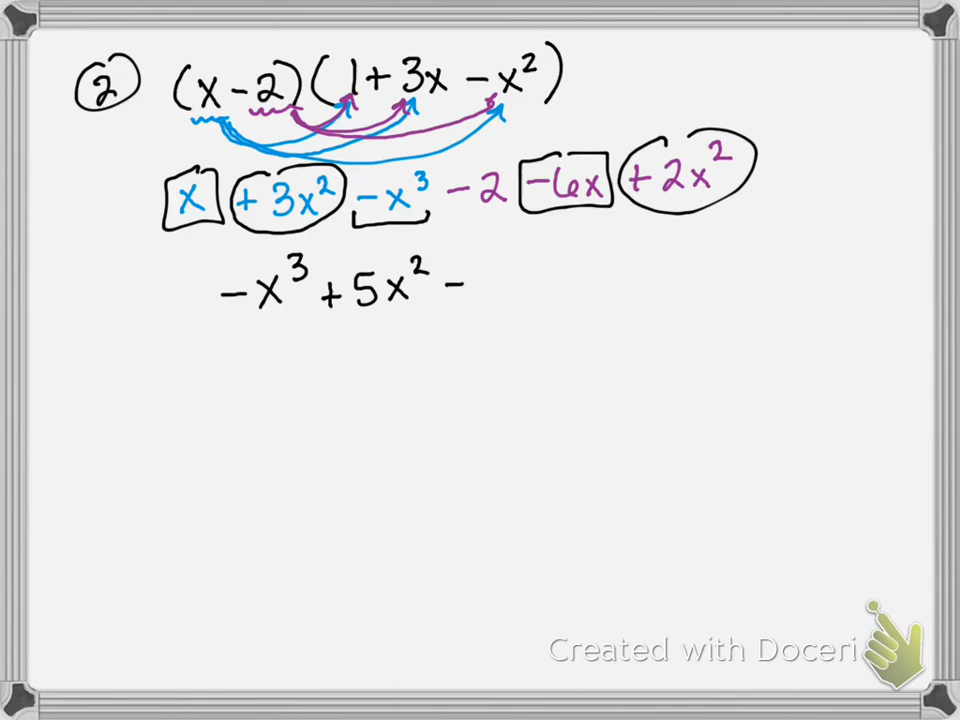 ② (x - 2)(1 + 3x - x²)
x + 3x² - x³ - 2 - 6x + 2x²
- x³ + 5x² -
Created with Doceri